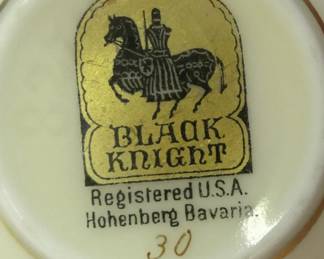 BLACK
KNIGHT
Registered U.S.A.
Hohenberg Bavaria.
30